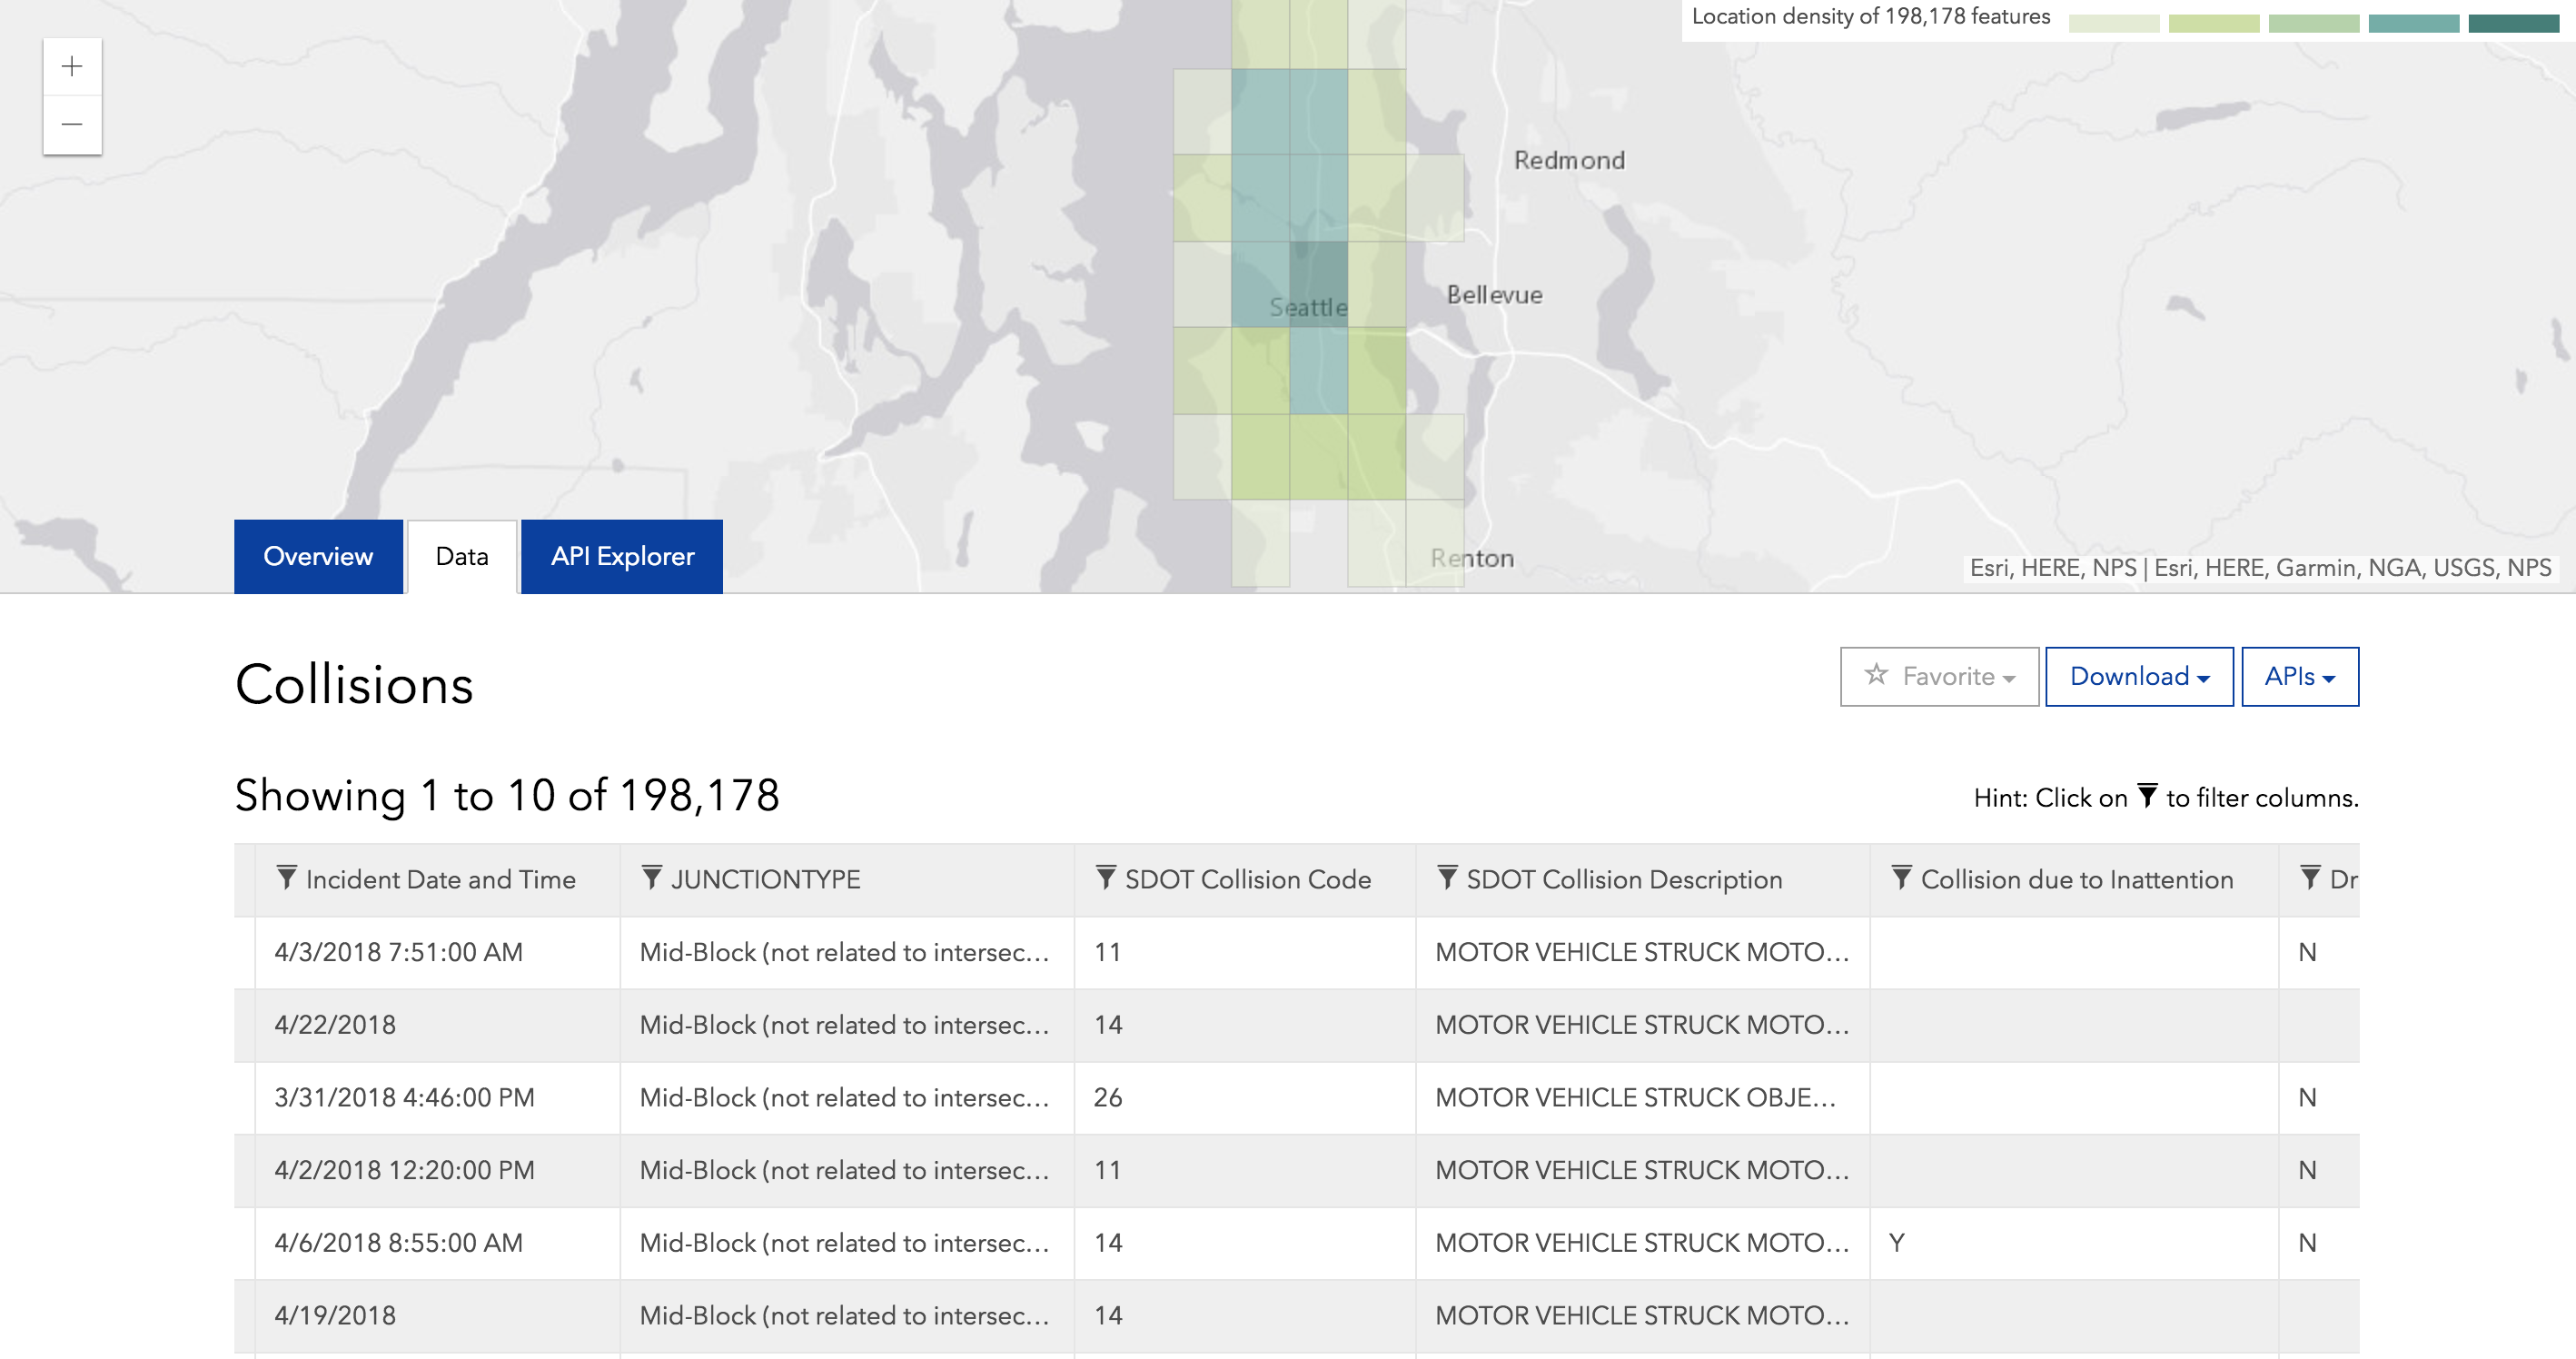 Location density of 198,178 features
+
−
Redmond
Bellevue
Seattle
Renton
Esri, HERE, NPS | Esri, HERE, Garmin, NGA, USGS, NPS
Overview Data API Explorer
Collisions
Favorite Download APIs
Showing 1 to 10 of 198,178
Hint: Click on to filter columns.
Incident Date and Time JUNCTIONTYPE SDOT Collision Code SDOT Collision Description Collision due to Inattention Dr
4/3/2018 7:51:00 AM Mid-Block (not related to intersec... 11 MOTOR VEHICLE STRUCK MOTO... N
4/22/2018 Mid-Block (not related to intersec... 14 MOTOR VEHICLE STRUCK MOTO...
3/31/2018 4:46:00 PM Mid-Block (not related to intersec... 26 MOTOR VEHICLE STRUCK OBJE... N
4/2/2018 12:20:00 PM Mid-Block (not related to intersec... 11 MOTOR VEHICLE STRUCK MOTO... N
4/6/2018 8:55:00 AM Mid-Block (not related to intersec... 14 MOTOR VEHICLE STRUCK MOTO... Y N
4/19/2018 Mid-Block (not related to intersec... 14 MOTOR VEHICLE STRUCK MOTO...